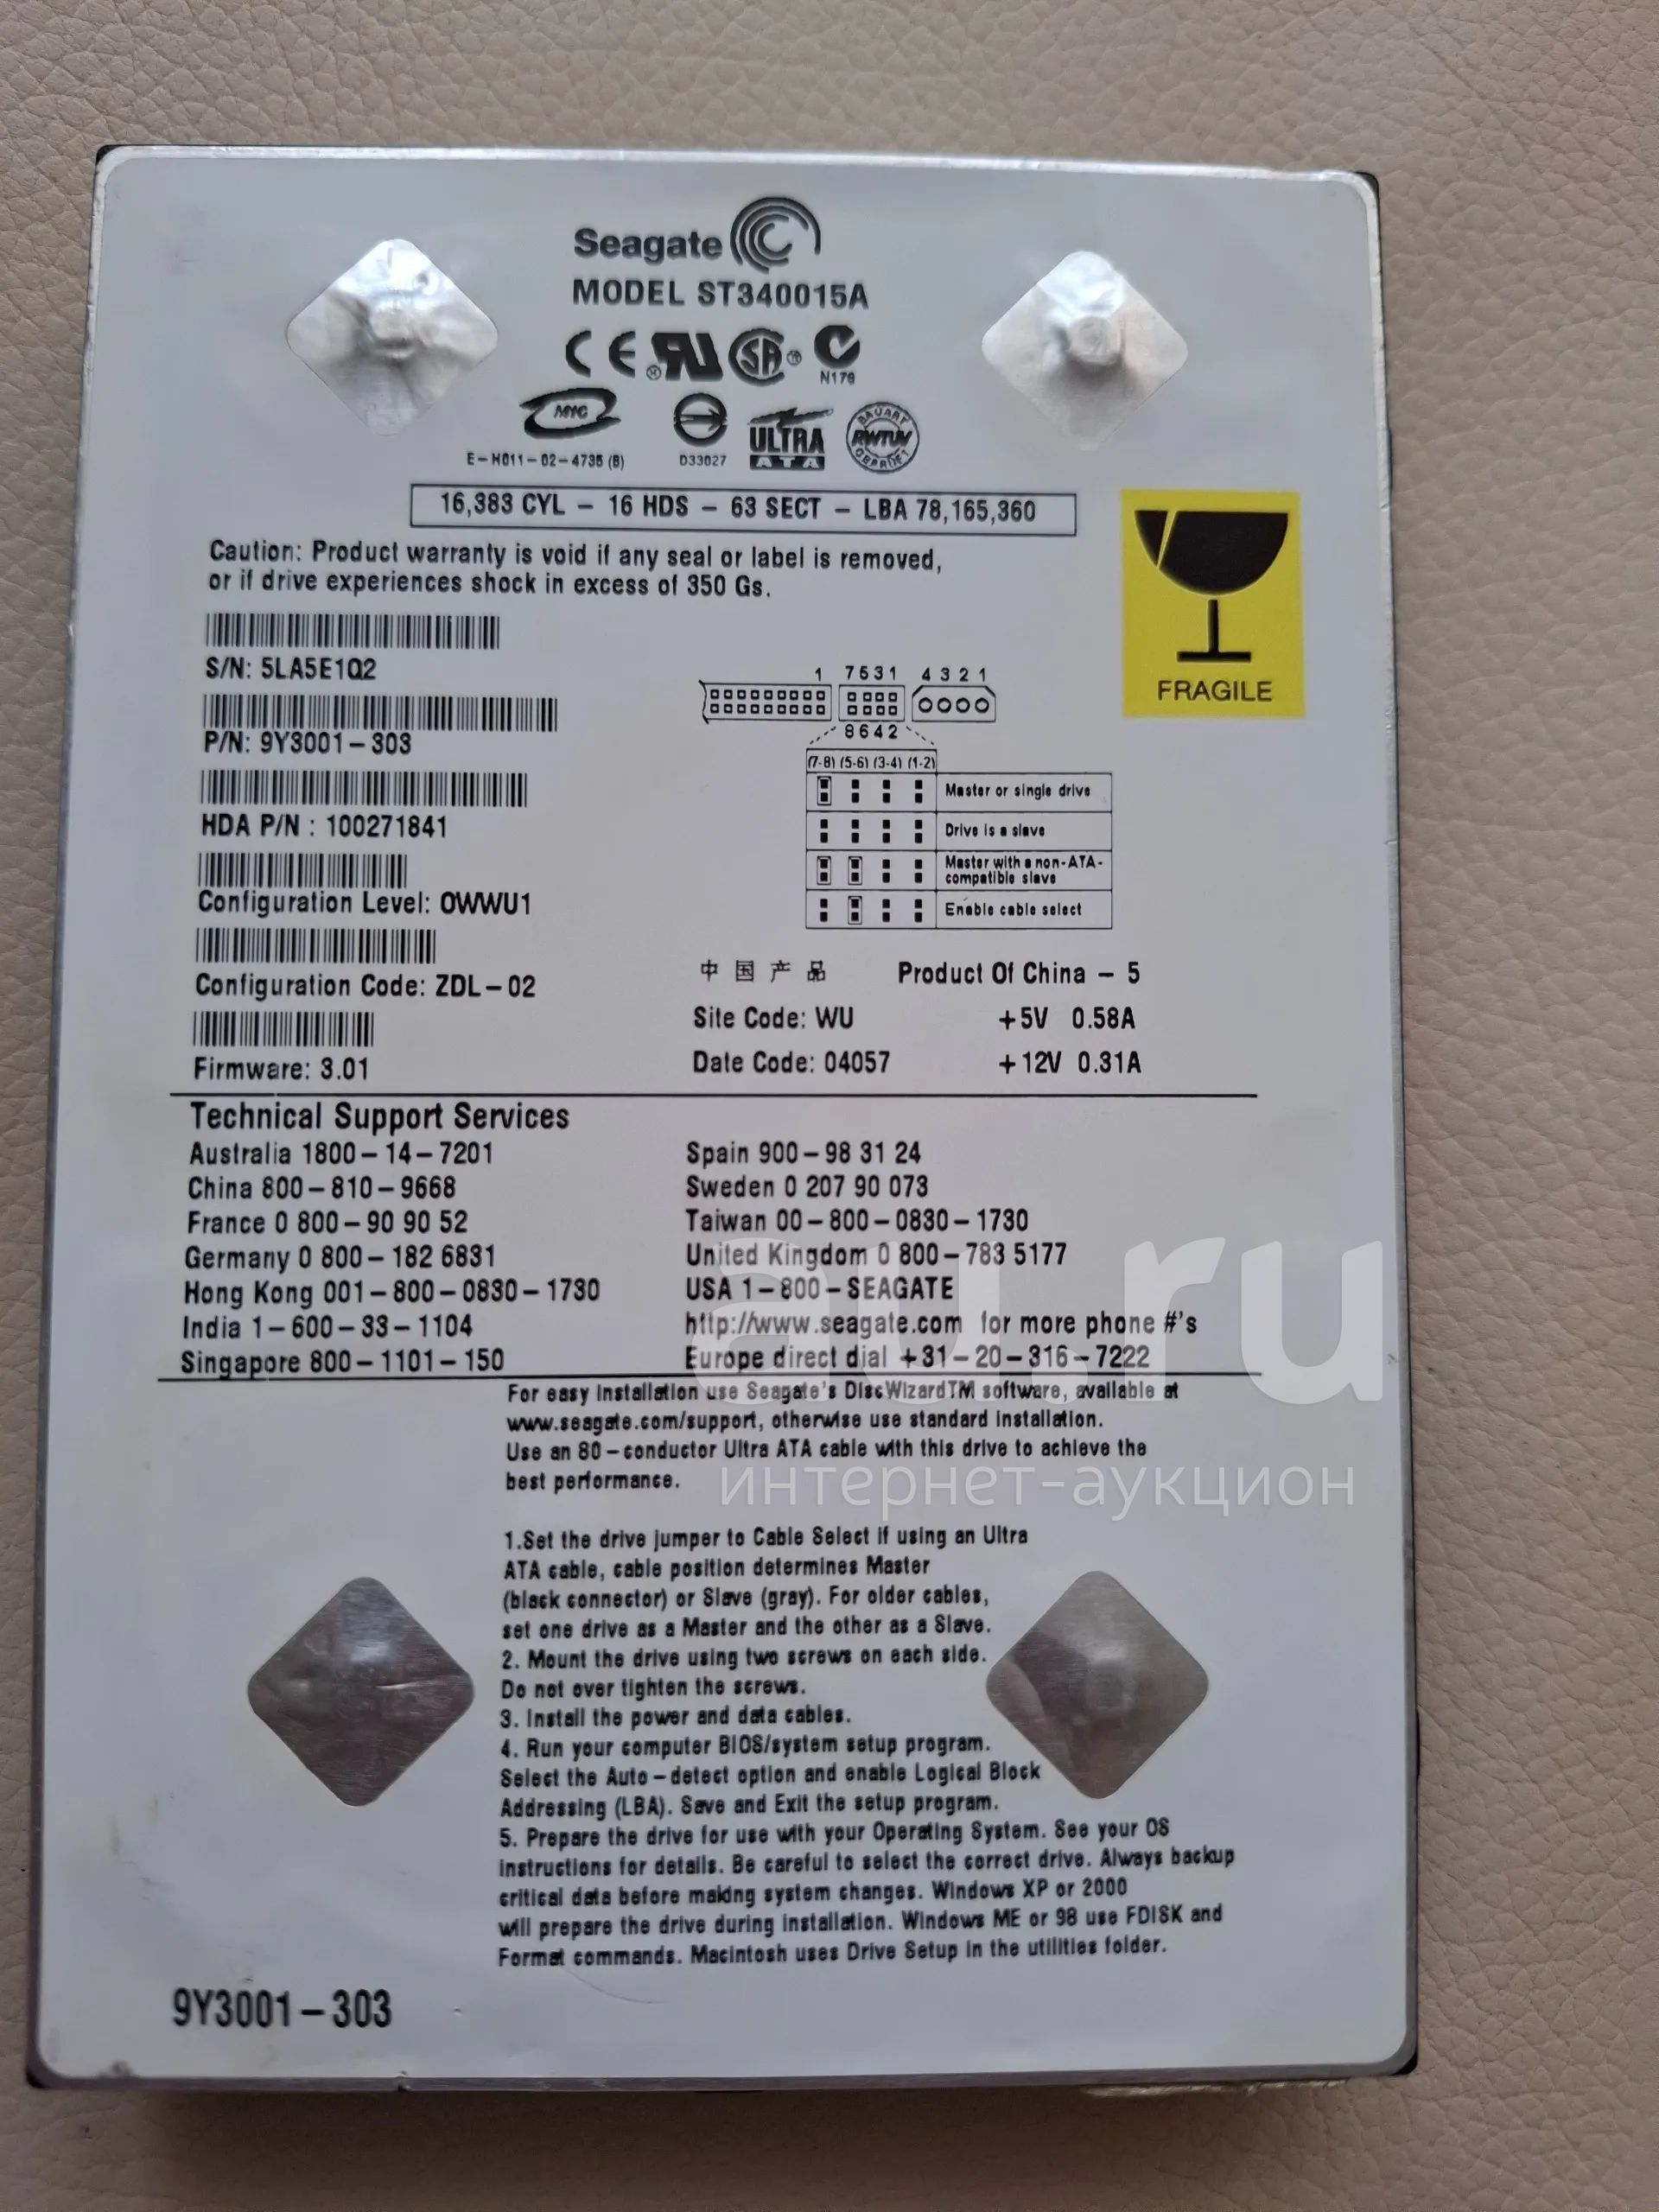 Seagate
MODEL ST340015A
N176
MYC
E-H011-02-4735 (B)
D33027
ULTRA
ATA
BAUART
RWTUV
16,383 CYL – 16 HDS – 63 SECT – LBA 78,165,360
Caution: Product warranty is void if any seal or label is removed,
or if drive experiences shock in excess of 350 Gs.
FRAGILE
S/N: 5LA5E1Q2
P/N: 9Y3001-303
HDA P/N : 100271841
Configuration Level: OWWU1
Configuration Code: ZDL-02
Firmware: 3.01
1 7531 4321
8642
(7-8) (5-6) (3-4) (1-2)
Master or single drive
Drive is a slave
Master with a non-ATA-
compatible slave
Enable cable select
中国产品 Product Of China - 5
Site Code: WU +5V 0.58A
Date Code: 04057 +12V 0.31A
Technical Support Services
Australia 1800-14-7201
China 800-810-9668
France 0 800-90 90 52
Germany 0 800-182 6831
Hong Kong 001-800-0830-1730
India 1-600-33-1104
Singapore 800-1101-150
Spain 900-98 31 24
Sweden 0 207 90 073
Taiwan 00-800-0830-1730
United Kingdom 0 800-783 5177
USA 1-800-SEAGATE
http://www.seagate.com for more phone #'s
Europe direct dial +31-20-316-7222
For easy installation use Seagate's DiscWizardTM software, available at
www.seagate.com/support, otherwise use standard installation.
Use an 80-conductor Ultra ATA cable with this drive to achieve the
best performance.
1.Set the drive jumper to Cable Select if using an Ultra
ATA cable, cable position determines Master
(black connector) or Slave (gray). For older cables,
set one drive as a Master and the other as a Slave.
2. Mount the drive using two screws on each side.
Do not over tighten the screws.
3. Install the power and data cables.
4. Run your computer BIOS/system setup program.
Select the Auto-detect option and enable Logical Block
Addressing (LBA). Save and Exit the setup program.
5. Prepare the drive for use with your Operating System. See your OS
instructions for details. Be careful to select the correct drive. Always backup
critical data before making system changes. Windows XP or 2000
will prepare the drive during installation. Windows ME or 98 use FDISK and
Format commands. Macintosh uses Drive Setup in the utilities folder.
9Y3001-303
au.ru
интернет-аукцион